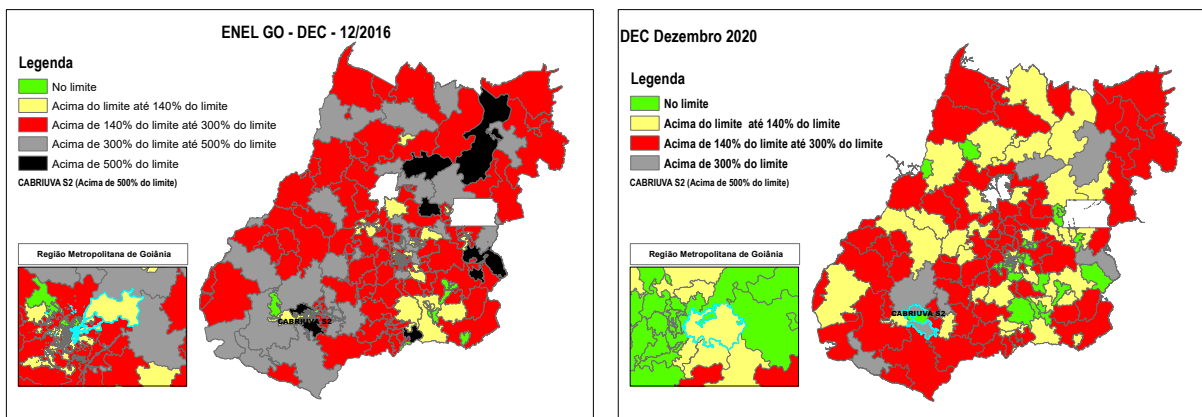 ENEL GO - DEC - 12/2016
Legenda
No limite
Acima do limite até 140% do limite
Acima de 140% do limite até 300% do limite
Acima de 300% do limite até 500% do limite
Acima de 500% do limite
CABRIUVA S2 (Acima de 500% do limite)
Região Metropolitana de Goiânia
CABRIUVA S2
DEC Dezembro 2020
Legenda
No limite
Acima do limite até 140% do limite
Acima de 140% do limite até 300% do limite
Acima de 300% do limite
CABRIUVA S2 (Acima de 500% do limite)
Região Metropolitana de Goiânia
CABRIUVA S2